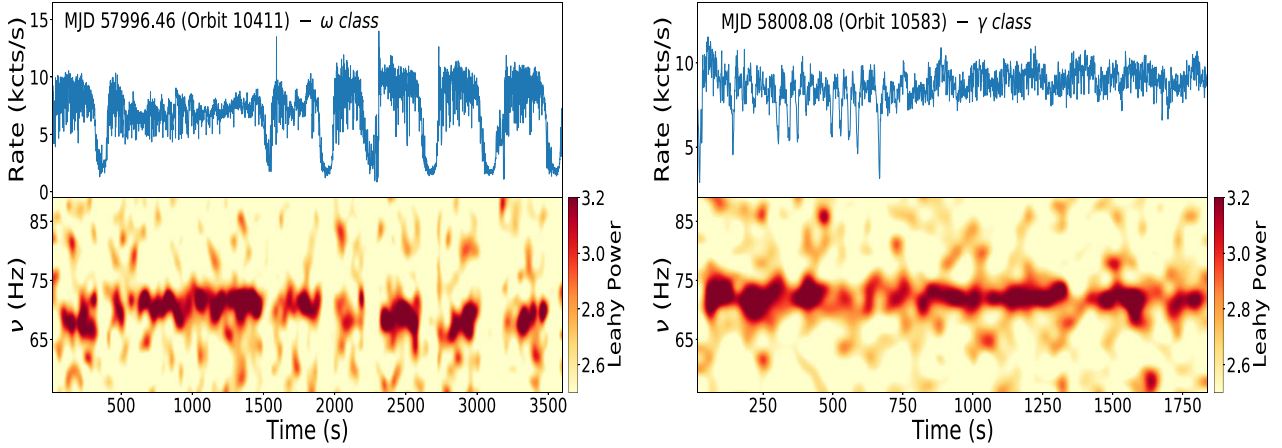 MJD 57996.46 (Orbit 10411) − ω class
Rate (kcts/s)
15
10
5
0
ν (Hz)
85
75
65
500 1000 1500 2000 2500 3000 3500
Time (s)
3.2
3.0
2.8
2.6
Leahy Power
MJD 58008.08 (Orbit 10583) − γ class
Rate (kcts/s)
10
5
ν (Hz)
85
75
65
250 500 750 1000 1250 1500 1750
Time (s)
3.2
3.0
2.8
2.6
Leahy Power